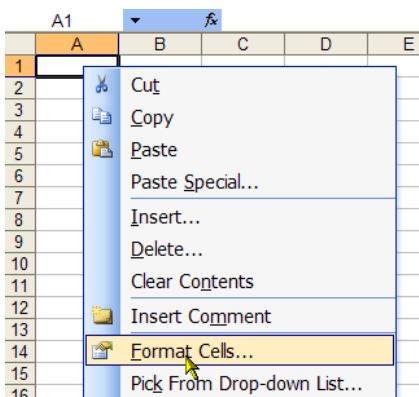 A1 fx
A B C D E
1
2
3
4
5
6
7
8
9
10
11
12
13
14
15
16
Cut
Copy
Paste
Paste Special...
Insert...
Delete...
Clear Contents
Insert Comment
Format Cells...
Pick From Drop-down List...